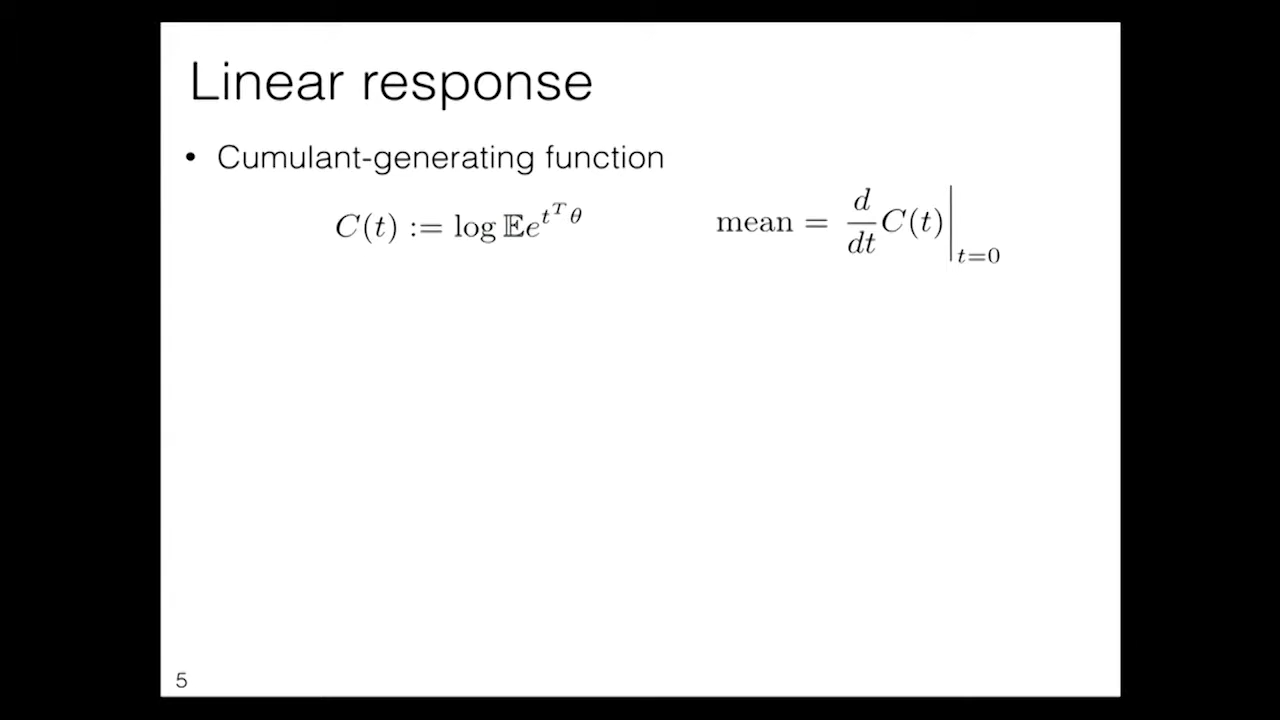 Linear response
• Cumulant-generating function
C(t) := log 𝔼e^{t^T θ}    mean = d/dt C(t)|_{t=0}
5